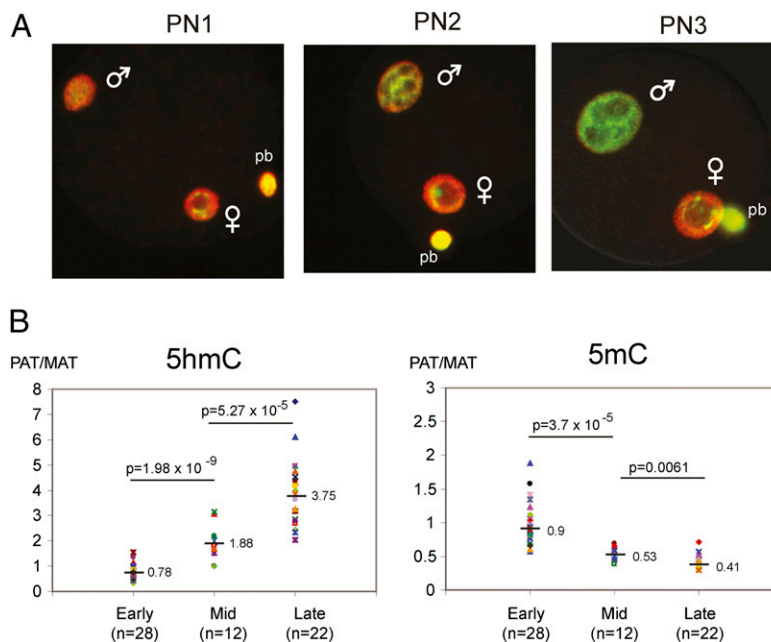 A
PN1 PN2 PN3
♂ ♂ ♂
♀ ♀ ♀
pb pb pb
B
PAT/MAT 5hmC PAT/MAT 5mC
8
7
6
5
4
3
2
1
0
p=5.27 x 10 -5
p=1.98 x 10 -9
0.78
1.88
3.75
Early Mid Late
(n=28) (n=12) (n=22)
3
2.5
2
1.5
1
0.5
0
p=3.7 x 10 -5
p=0.0061
0.9
0.53
0.41
Early Mid Late
(n=28) (n=12) (n=22)